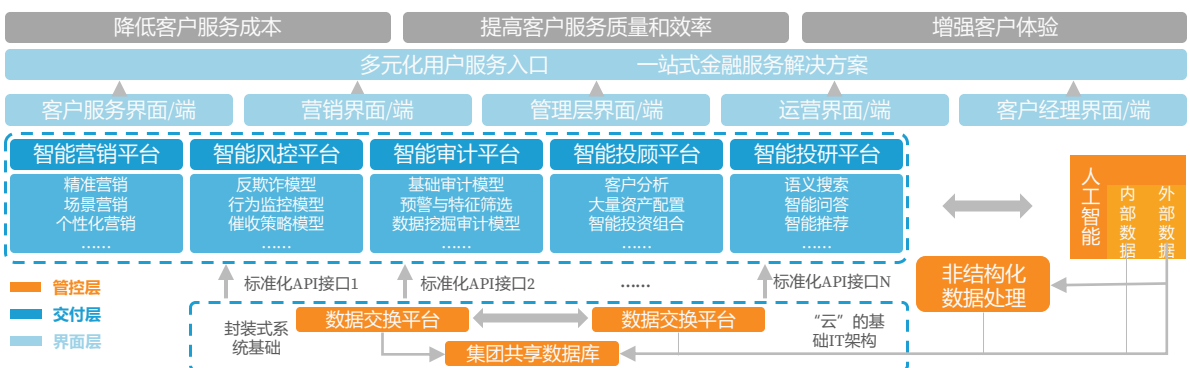 降低客户服务成本
提高客户服务质量和效率
增强客户体验
多元化用户服务入口
一站式金融服务解决方案
客户服务界面/端
营销界面/端
管理层界面/端
运营界面/端
客户经理界面/端
智能营销平台
精准营销
场景营销
个性化营销
……
智能风控平台
反欺诈模型
行为监控模型
催收策略模型
……
智能审计平台
基础审计模型
预警与特征筛选
数据挖掘审计模型
……
智能投顾平台
客户分析
大量资产配置
智能投资组合
……
智能投研平台
语义搜索
智能问答
智能推荐
……
人工智能
内部数据
外部数据
标准化API接口1
标准化API接口2
……
标准化API接口N
非结构化
数据处理
管控层
交付层
界面层
封装式系
统基础
数据交换平台
数据交换平台
“云”的基
础IT架构
集团共享数据库